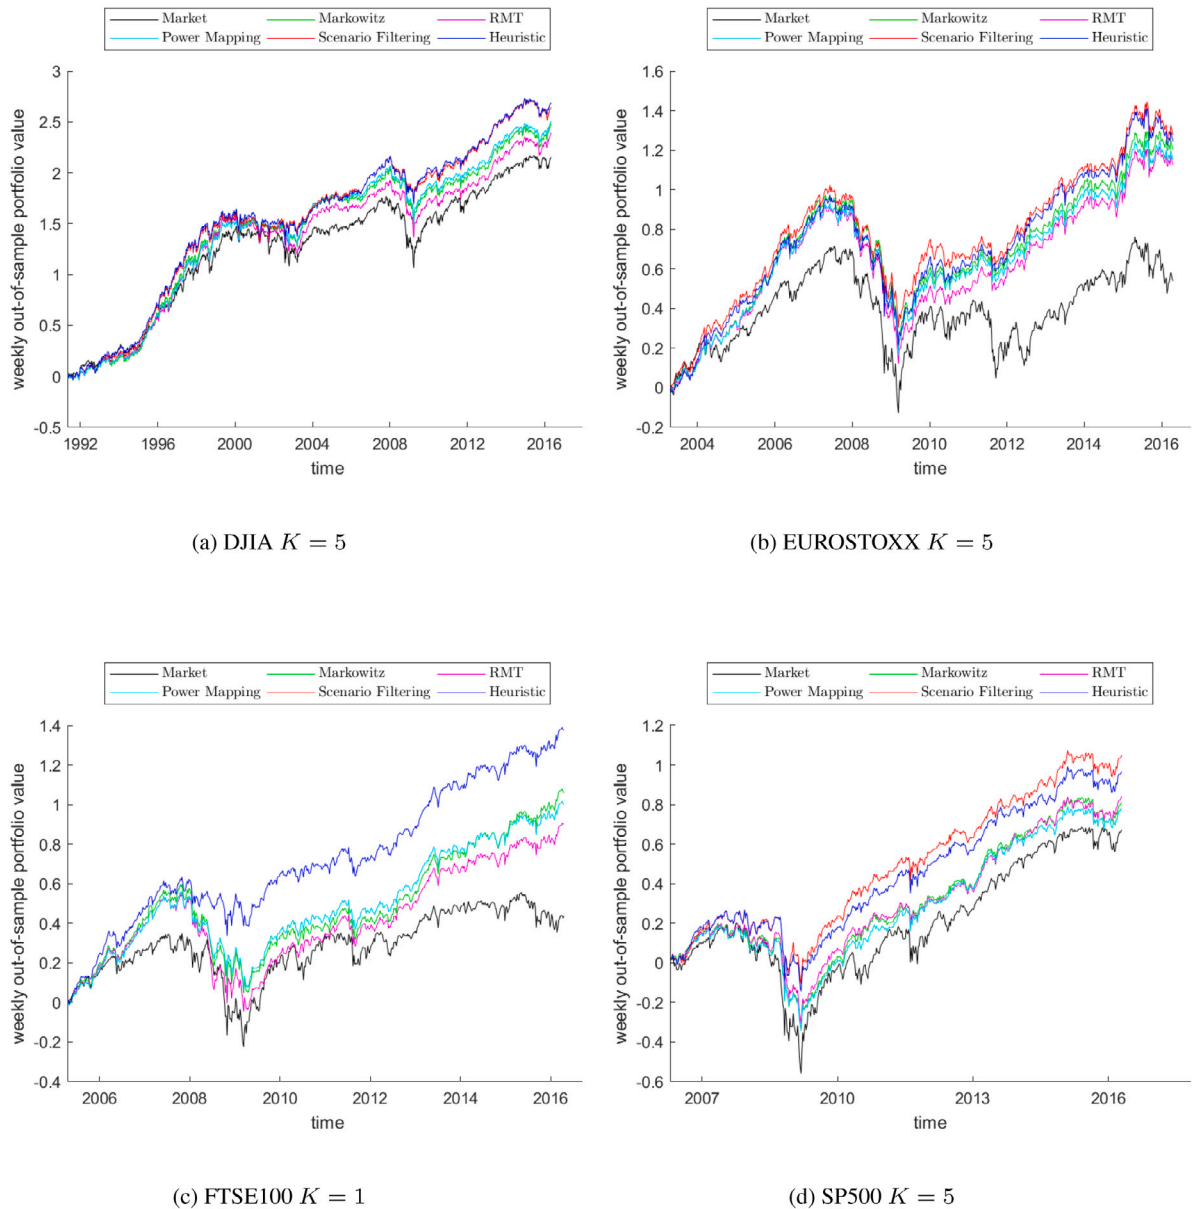 Market Markowitz RMT
Power Mapping Scenario Filtering Heuristic
3
2.5
2
1.5
1
0.5
0
-0.5
weekly out-of-sample portfolio value
1992 1996 2000 2004 2008 2012 2016
time
(a) DJIA K = 5
Market Markowitz RMT
Power Mapping Scenario Filtering Heuristic
1.6
1.4
1.2
1
0.8
0.6
0.4
0.2
0
-0.2
weekly out-of-sample portfolio value
2004 2006 2008 2010 2012 2014 2016
time
(b) EUROSTOXX K = 5
Market Markowitz RMT
Power Mapping Scenario Filtering Heuristic
1.4
1.2
1
0.8
0.6
0.4
0.2
0
-0.2
-0.4
weekly out-of-sample portfolio value
2006 2008 2010 2012 2014 2016
time
(c) FTSE100 K = 1
Market Markowitz RMT
Power Mapping Scenario Filtering Heuristic
1.2
1
0.8
0.6
0.4
0.2
0
-0.2
-0.4
-0.6
weekly out-of-sample portfolio value
2007 2010 2013 2016
time
(d) SP500 K = 5